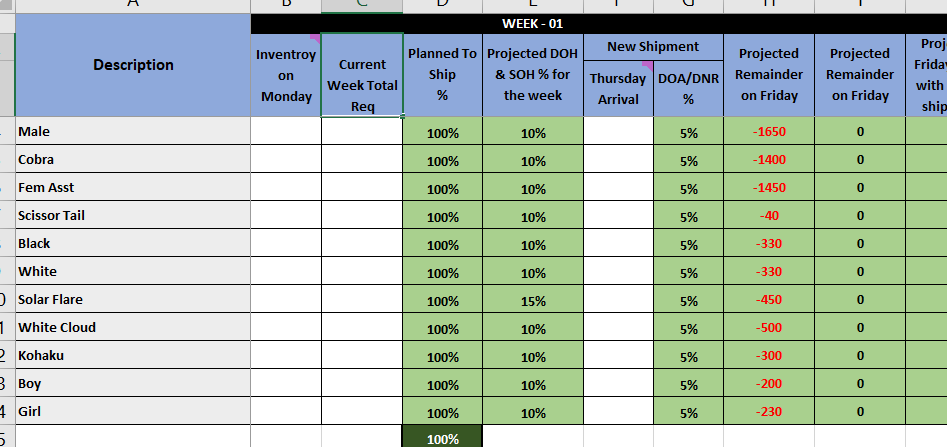 A B C D E F G H I
WEEK - 01
Description
Inventroy
on
Monday
Current
Week Total
Req
Planned To
Ship
%
Projected DOH
& SOH % for
the week
New Shipment
Thursday
Arrival
DOA/DNR
%
Projected
Remainder
on Friday
Projected
Remainder
on Friday
Proj
Frida
with
ship
Male 100% 10% 5% -1650 0
Cobra 100% 10% 5% -1400 0
Fem Asst 100% 10% 5% -1450 0
Scissor Tail 100% 10% 5% -40 0
Black 100% 10% 5% -330 0
White 100% 10% 5% -330 0
0 Solar Flare 100% 15% 5% -450 0
1 White Cloud 100% 10% 5% -500 0
2 Kohaku 100% 10% 5% -300 0
3 Boy 100% 10% 5% -200 0
4 Girl 100% 10% 5% -230 0
5 100%